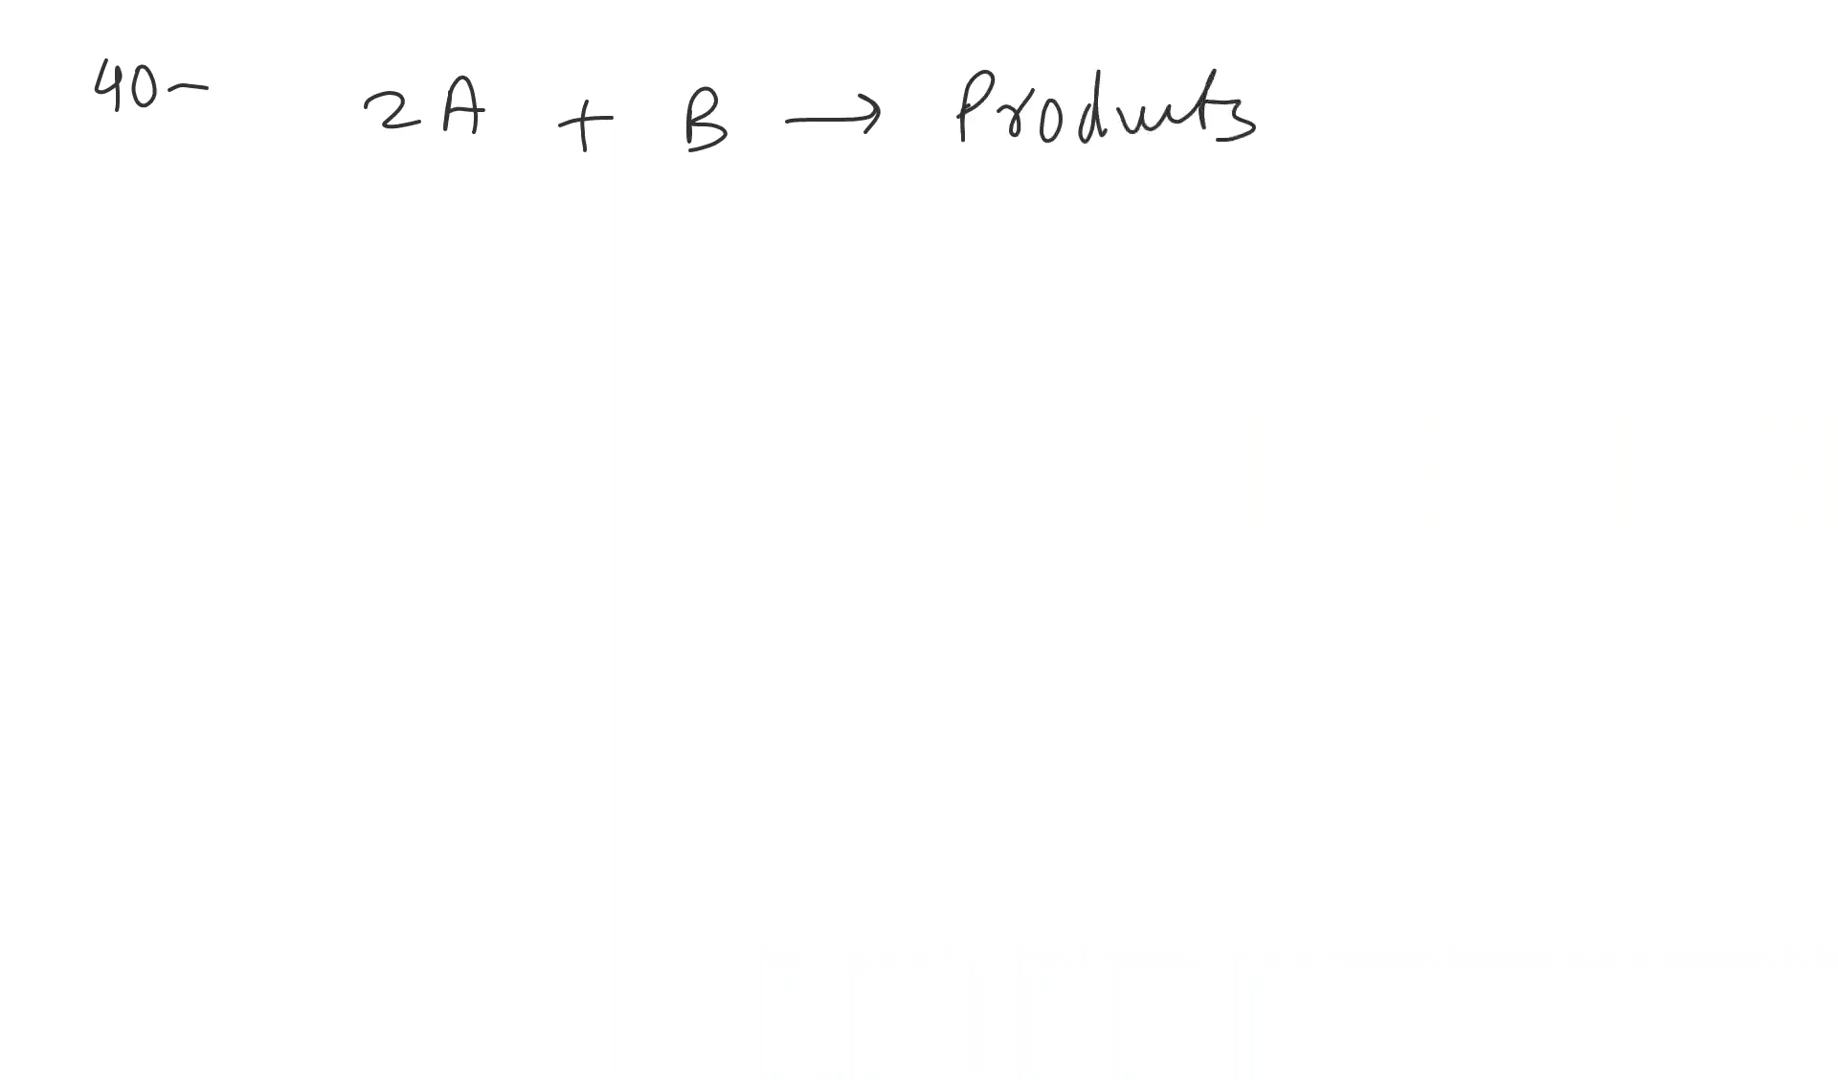 40- 2A + B → Products